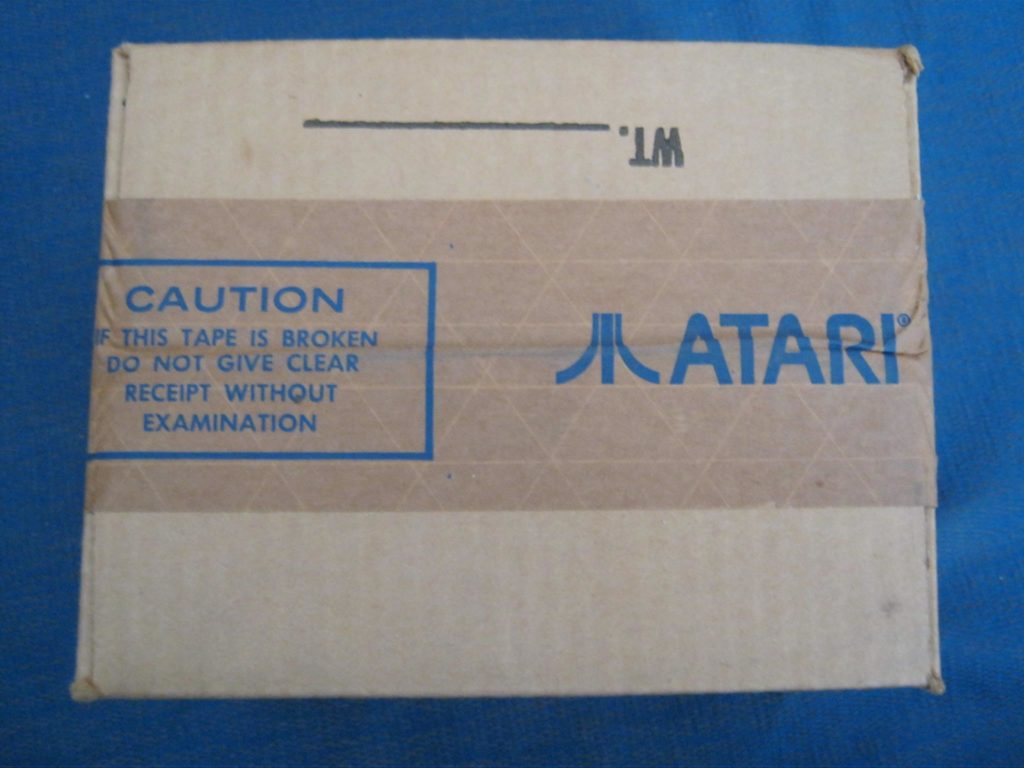 WT.
CAUTION
IF THIS TAPE IS BROKEN
DO NOT GIVE CLEAR
RECEIPT WITHOUT
EXAMINATION
ATARI®